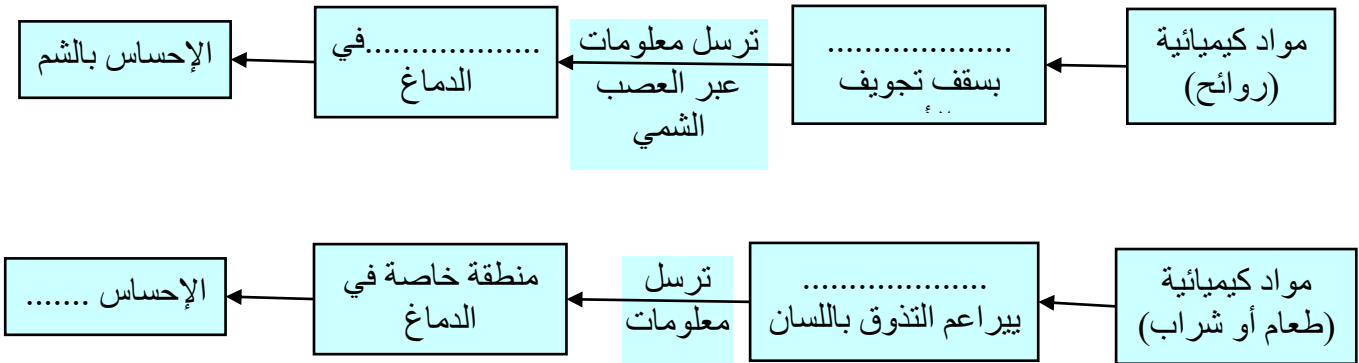 مواد كيميائية
(روائح)
....................
بسقف تجويف
ترسل معلومات
عبر العصب
الشمي
...................في
الدماغ
الإحساس بالشم
مواد كيميائية
(طعام أو شراب)
....................
ييراعم التذوق باللسان
ترسل
معلومات
منطقة خاصة في
الدماغ
الإحساس .......